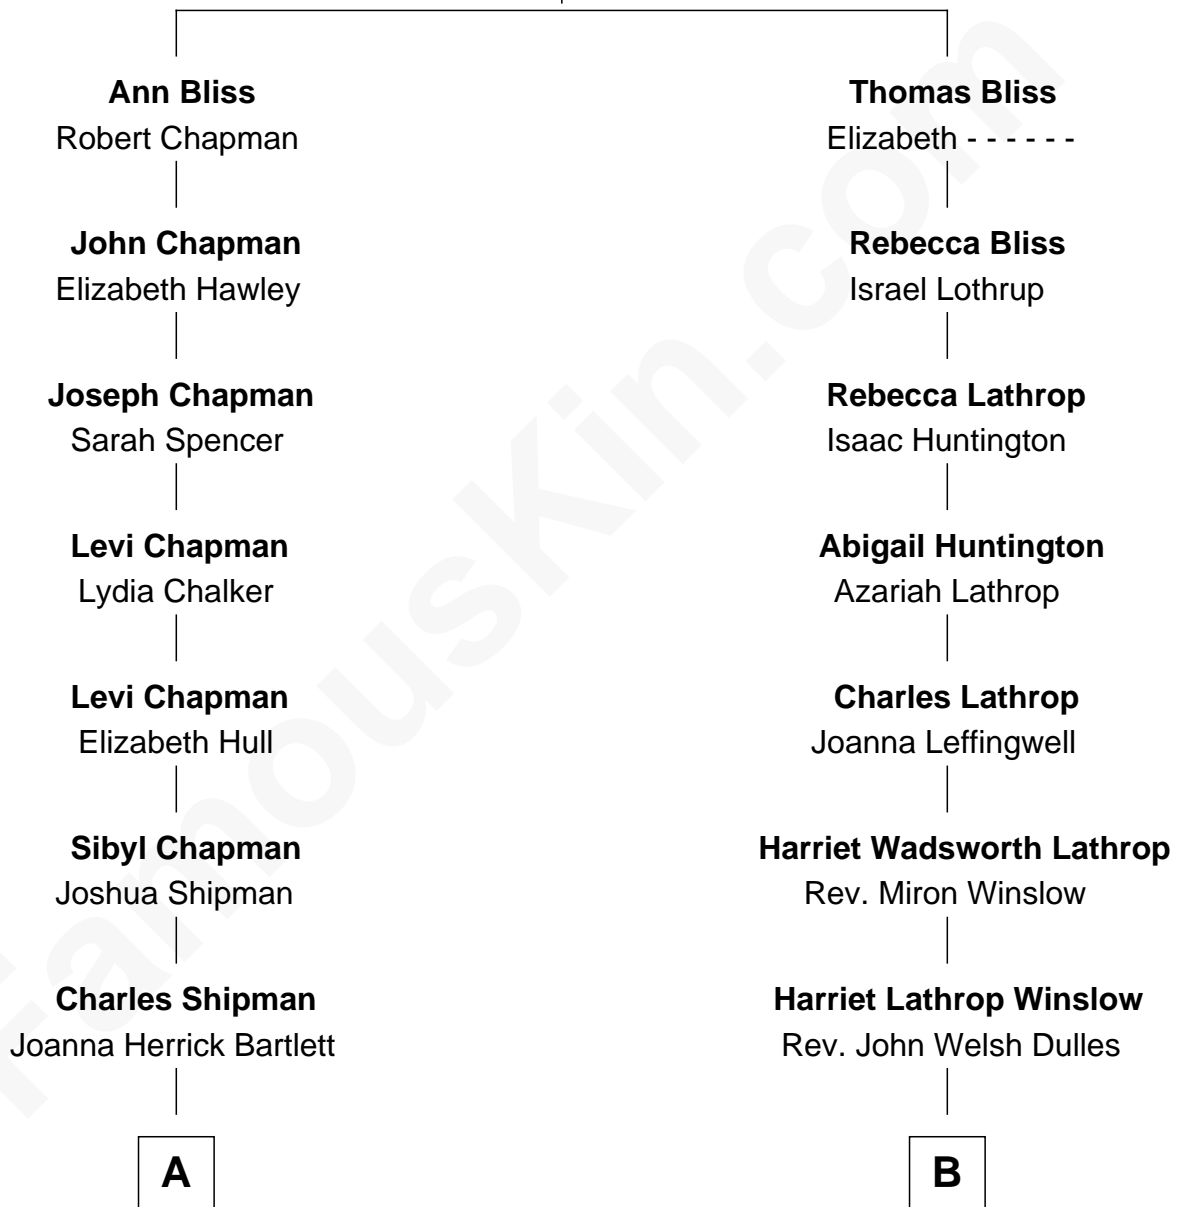 Ann Bliss
Robert Chapman
John Chapman
Elizabeth Hawley
Joseph Chapman
Sarah Spencer
Levi Chapman
Lydia Chalker
Levi Chapman
Elizabeth Hull
Sibyl Chapman
Joshua Shipman
Charles Shipman
Joanna Herrick Bartlett
A
Thomas Bliss
Elizabeth - - - - - -
Rebecca Bliss
Israel Lothrup
Rebecca Lathrop
Isaac Huntington
Abigail Huntington
Azariah Lathrop
Charles Lathrop
Joanna Leffingwell
Harriet Wadsworth Lathrop
Rev. Miron Winslow
Harriet Lathrop Winslow
Rev. John Welsh Dulles
B
FamousKin.com